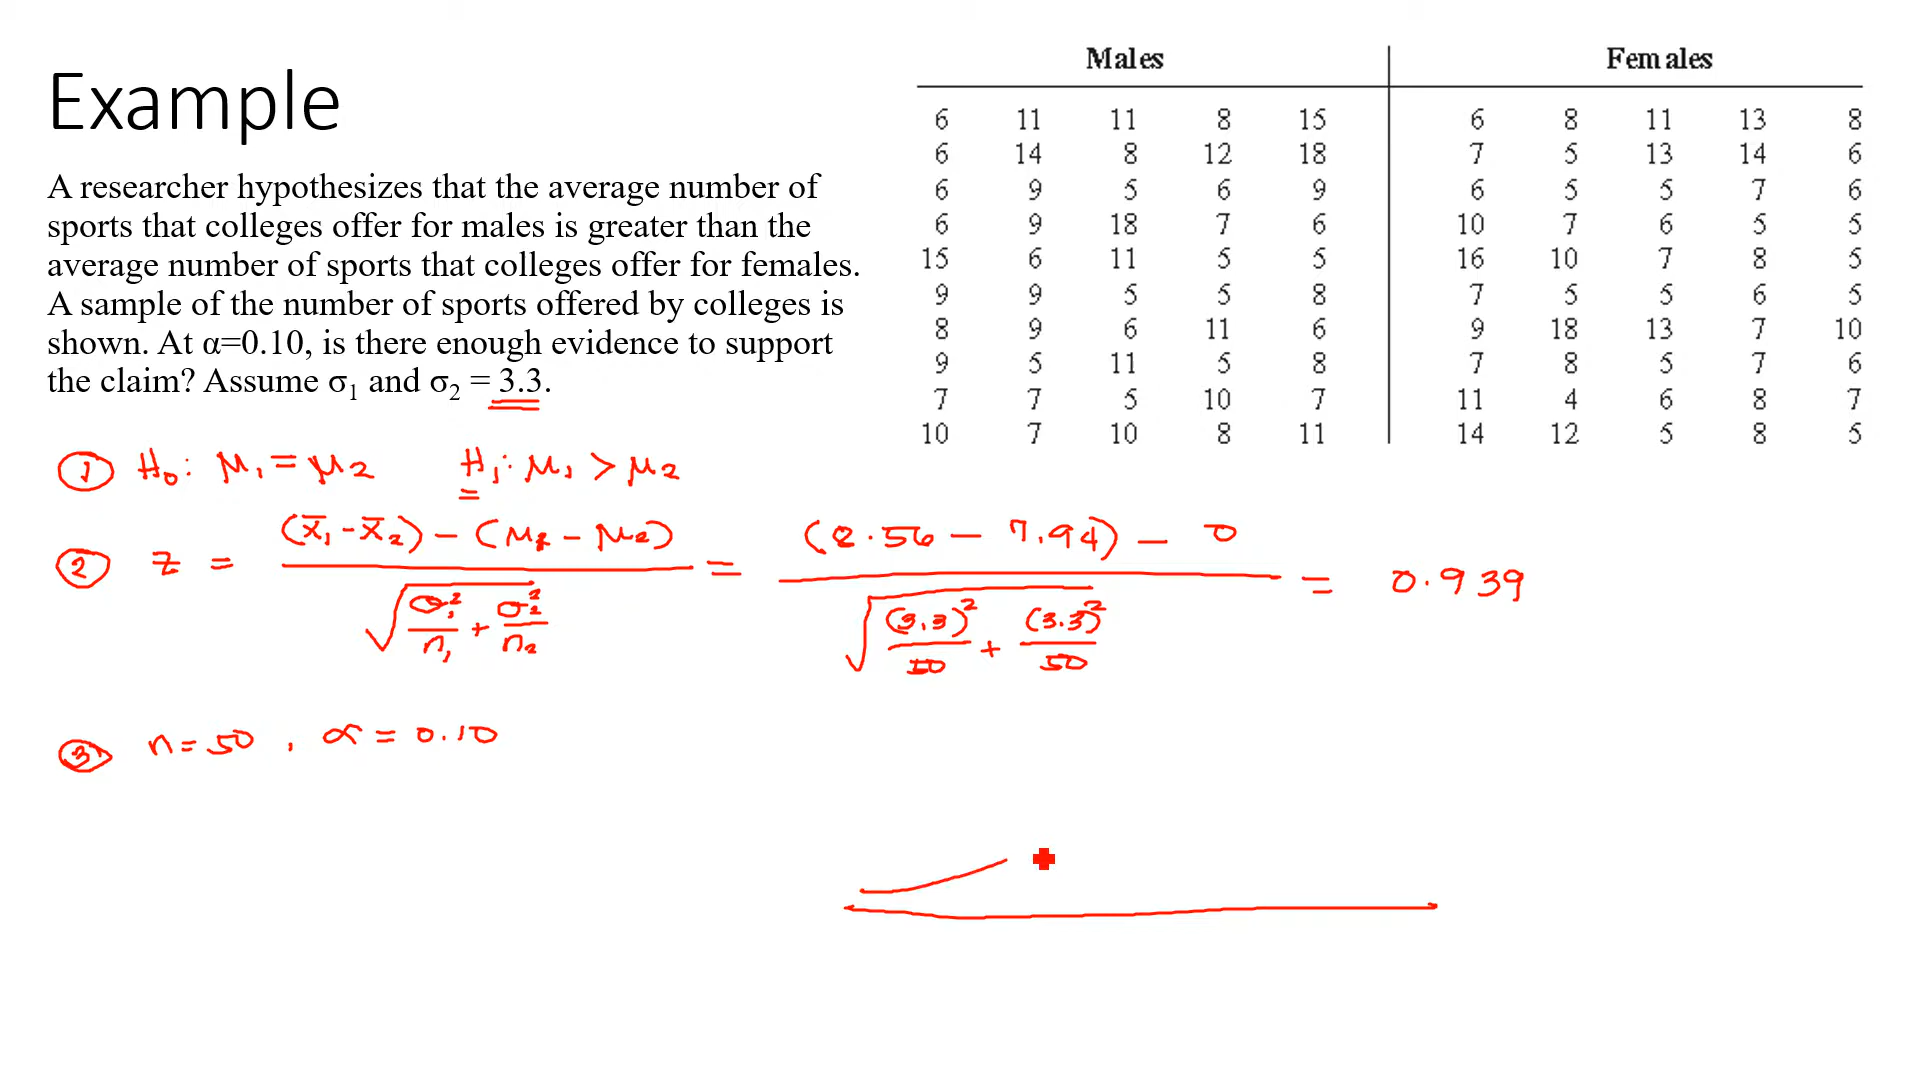 Example
A researcher hypothesizes that the average number of
sports that colleges offer for males is greater than the
average number of sports that colleges offer for females.
A sample of the number of sports offered by colleges is
shown. At α=0.10, is there enough evidence to support
the claim? Assume σ₁ and σ₂ = 3.3.
Males Females
6 11 11 8 15 6 8 11 13 8
6 14 8 12 18 7 5 13 14 6
6 9 5 6 9 6 5 5 7 6
6 9 18 7 6 10 7 6 5 5
15 6 11 5 5 16 10 7 8 5
9 9 5 5 8 7 5 5 6 5
8 9 6 11 6 9 18 13 7 10
9 5 11 5 8 7 8 5 7 6
7 7 5 10 7 11 4 6 8 7
10 7 10 8 11 14 12 5 8 5
① H₀: μ₁ = μ₂ H₁: μ₁ > μ₂
② z = ((x̄₁ - x̄₂) - (μ₁ - μ₂)) / √(σ₁²/n₁ + σ₂²/n₂) = ((8.56 - 7.94) - 0) / √((3.3)²/50 + (3.3)²/50) = 0.939
③ n = 50 , α = 0.10